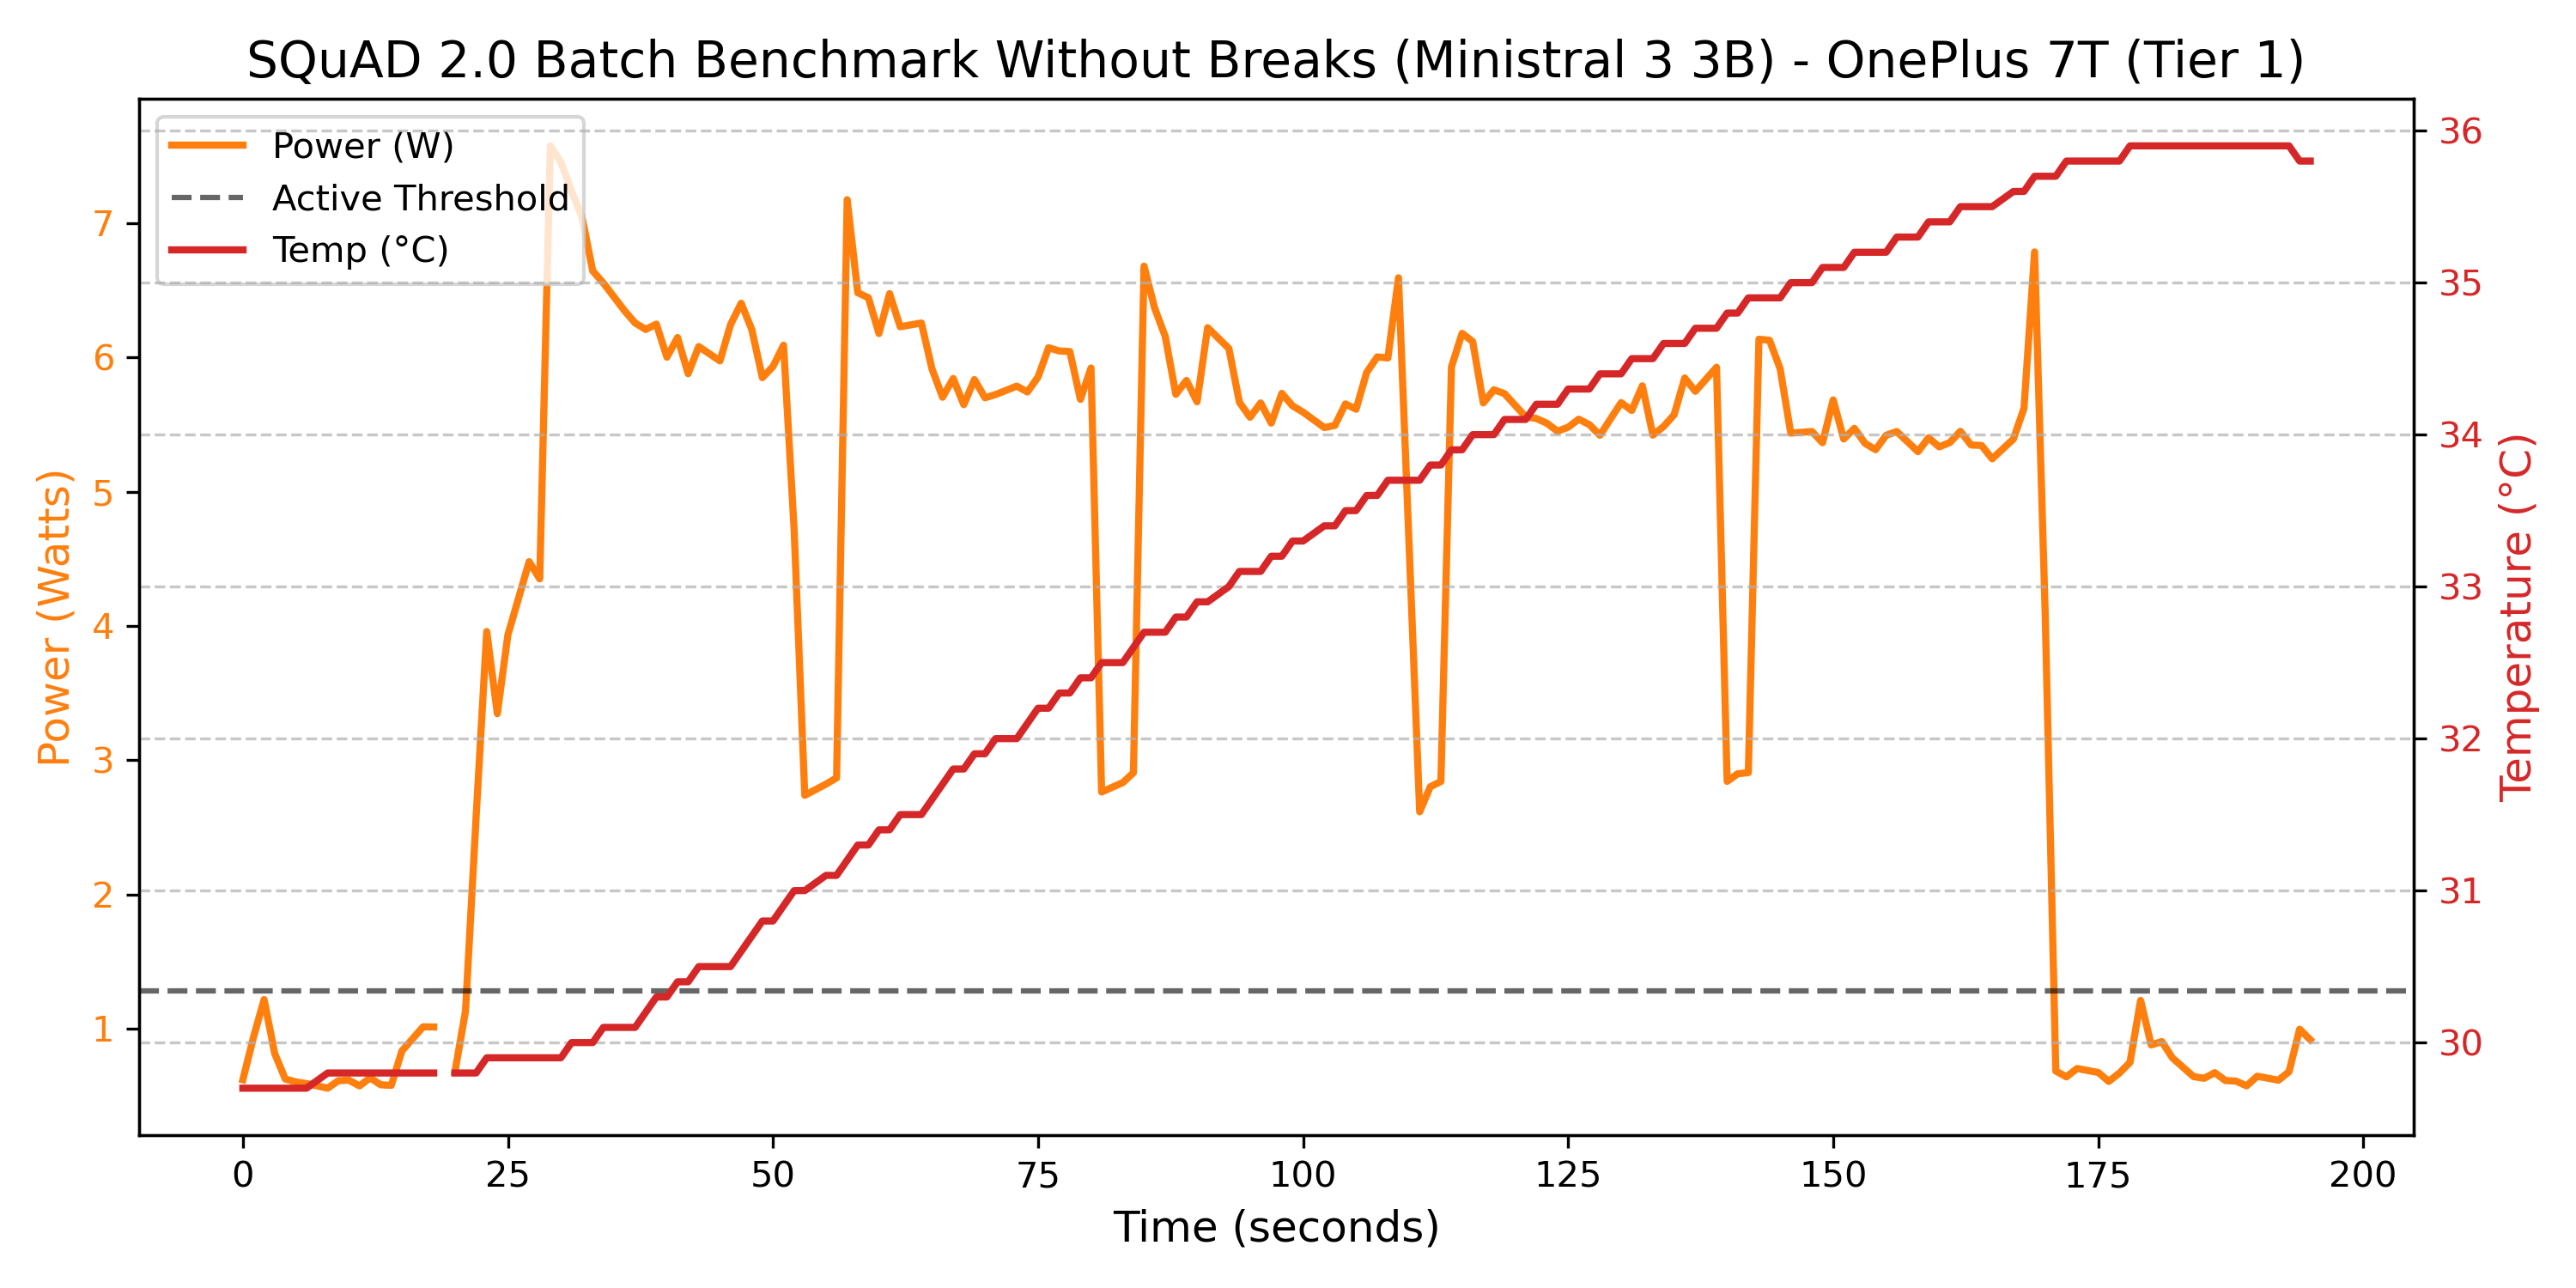 SQuAD 2.0 Batch Benchmark Without Breaks (Ministral 3 3B) - OnePlus 7T (Tier 1)
Power (W)
Active Threshold
Temp (°C)
Power (Watts)
7
6
5
4
3
2
1
36
35
34
33
32
31
30
Temperature (°C)
0 25 50 75 100 125 150 175 200
Time (seconds)